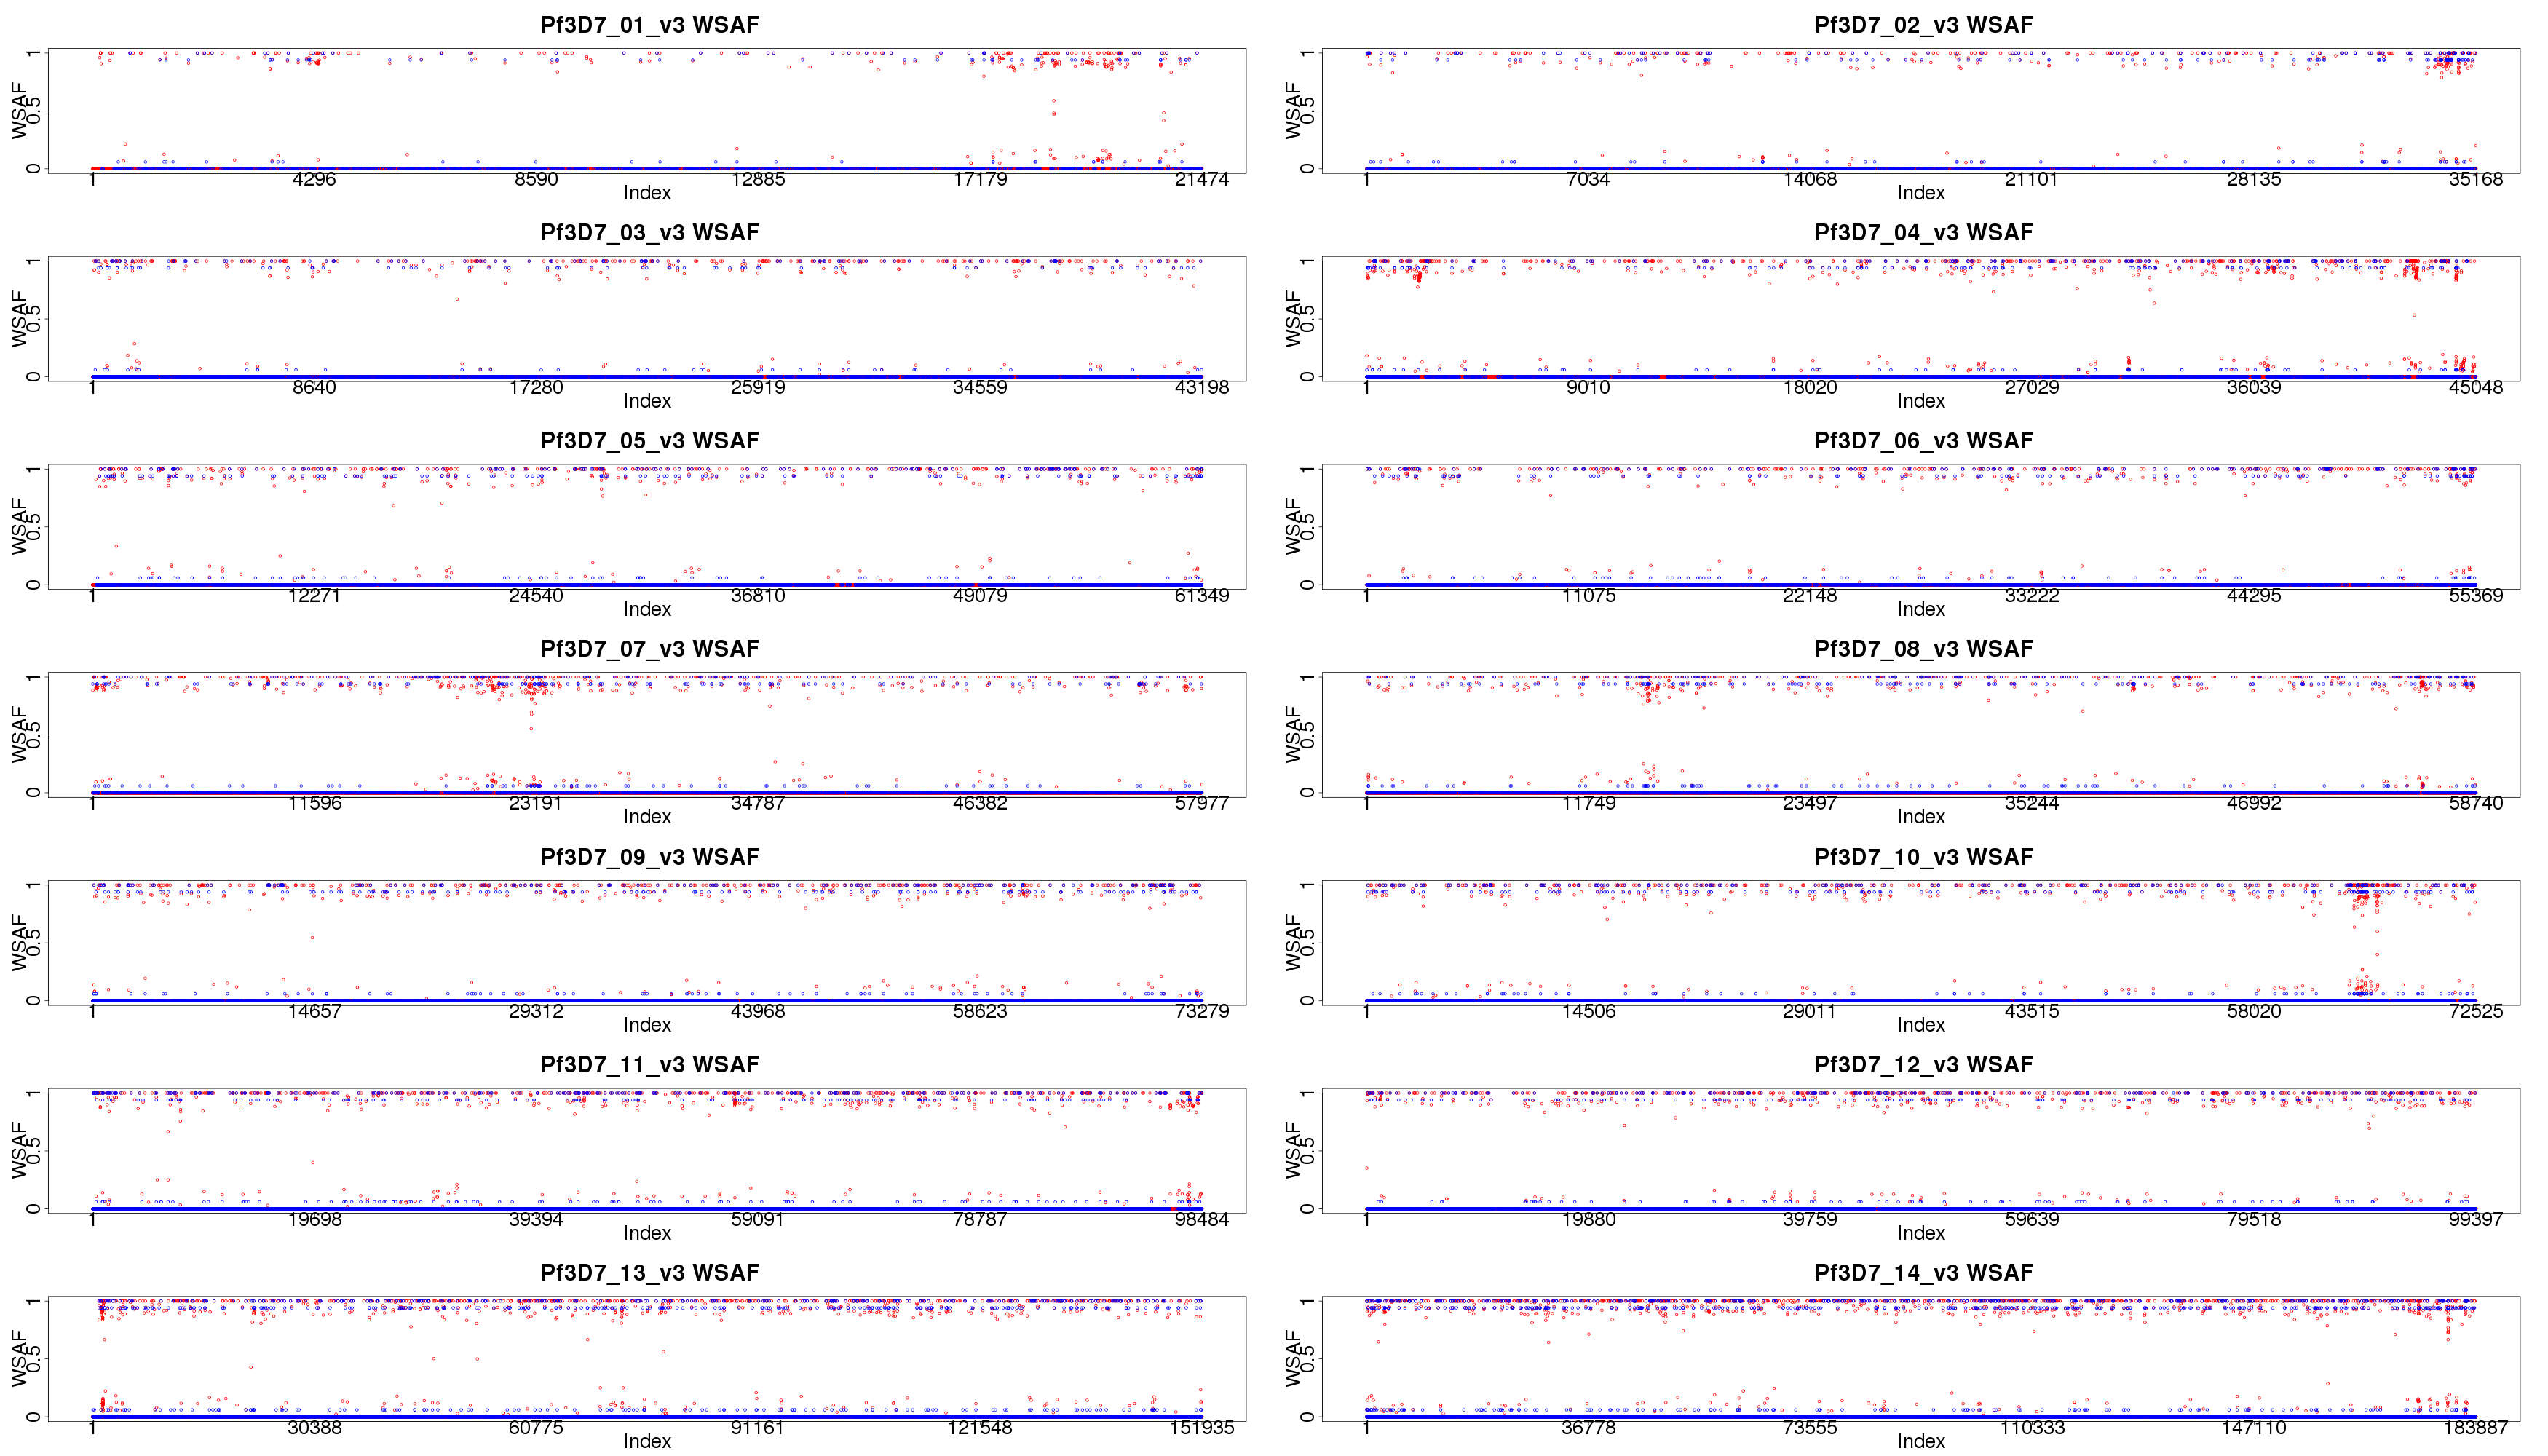 Pf3D7_01_v3 WSAF
WSAF
0 0.5 1
1 4296 8590 12885 17179 21474
Index
Pf3D7_02_v3 WSAF
WSAF
0 0.5 1
1 7034 14068 21101 28135 35168
Index
Pf3D7_03_v3 WSAF
WSAF
0 0.5 1
1 8640 17280 25919 34559 43198
Index
Pf3D7_04_v3 WSAF
WSAF
0 0.5 1
1 9010 18020 27029 36039 45048
Index
Pf3D7_05_v3 WSAF
WSAF
0 0.5 1
1 12271 24540 36810 49079 61349
Index
Pf3D7_06_v3 WSAF
WSAF
0 0.5 1
1 11075 22148 33222 44295 55369
Index
Pf3D7_07_v3 WSAF
WSAF
0 0.5 1
1 11596 23191 34787 46382 57977
Index
Pf3D7_08_v3 WSAF
WSAF
0 0.5 1
1 11749 23497 35244 46992 58740
Index
Pf3D7_09_v3 WSAF
WSAF
0 0.5 1
1 14657 29312 43968 58623 73279
Index
Pf3D7_10_v3 WSAF
WSAF
0 0.5 1
1 14506 29011 43515 58020 72525
Index
Pf3D7_11_v3 WSAF
WSAF
0 0.5 1
1 19698 39394 59091 78787 98484
Index
Pf3D7_12_v3 WSAF
WSAF
0 0.5 1
1 19880 39759 59639 79518 99397
Index
Pf3D7_13_v3 WSAF
WSAF
0 0.5 1
1 30388 60775 91161 121548 151935
Index
Pf3D7_14_v3 WSAF
WSAF
0 0.5 1
1 36778 73555 110333 147110 183887
Index